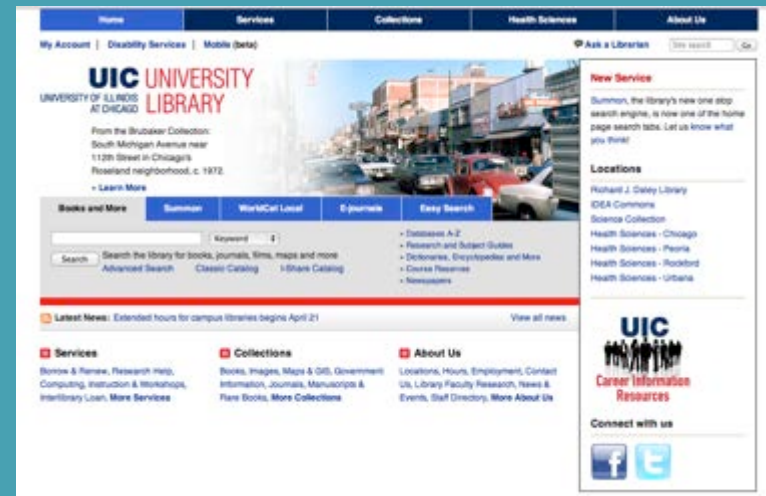 Home Services Collections Health Sciences About Us
My Account | Disability Services | Mobile (beta)
Ask a Librarian Site search Go
UIC UNIVERSITY LIBRARY
UNIVERSITY OF ILLINOIS AT CHICAGO
From the Brubaker Collection:
South Michigan Avenue near
112th Street in Chicago's
Roseland neighborhood, c. 1972.
» Learn More
Books and More Summon WorldCat Local E-journals Easy Search
Keyword
Search
Search the library for books, journals, films, maps and more
Advanced Search Classic Catalog I-Share Catalog
» Databases A-Z
» Research and Subject Guides
» Dictionaries, Encyclopedias and More
» Course Reserves
» Newspapers
Latest News: Extended hours for campus libraries begins April 21
View all news
Services
Borrow & Renew, Research Help,
Computing, Instruction & Workshops,
Interlibrary Loan, More Services
Collections
Books, Images, Maps & GIS, Government
Information, Journals, Manuscripts &
Rare Books, More Collections
About Us
Locations, Hours, Employment, Contact
Us, Library Faculty Research, News &
Events, Staff Directory, More About Us
New Service
Summon, the library's new one stop
search engine, is now one of the home
page search tabs. Let us know what
you think!
Locations
Richard J. Daley Library
IDEA Commons
Science Collection
Health Sciences - Chicago
Health Sciences - Peoria
Health Sciences - Rockford
Health Sciences - Urbana
UIC
Career Information
Resources
Connect with us